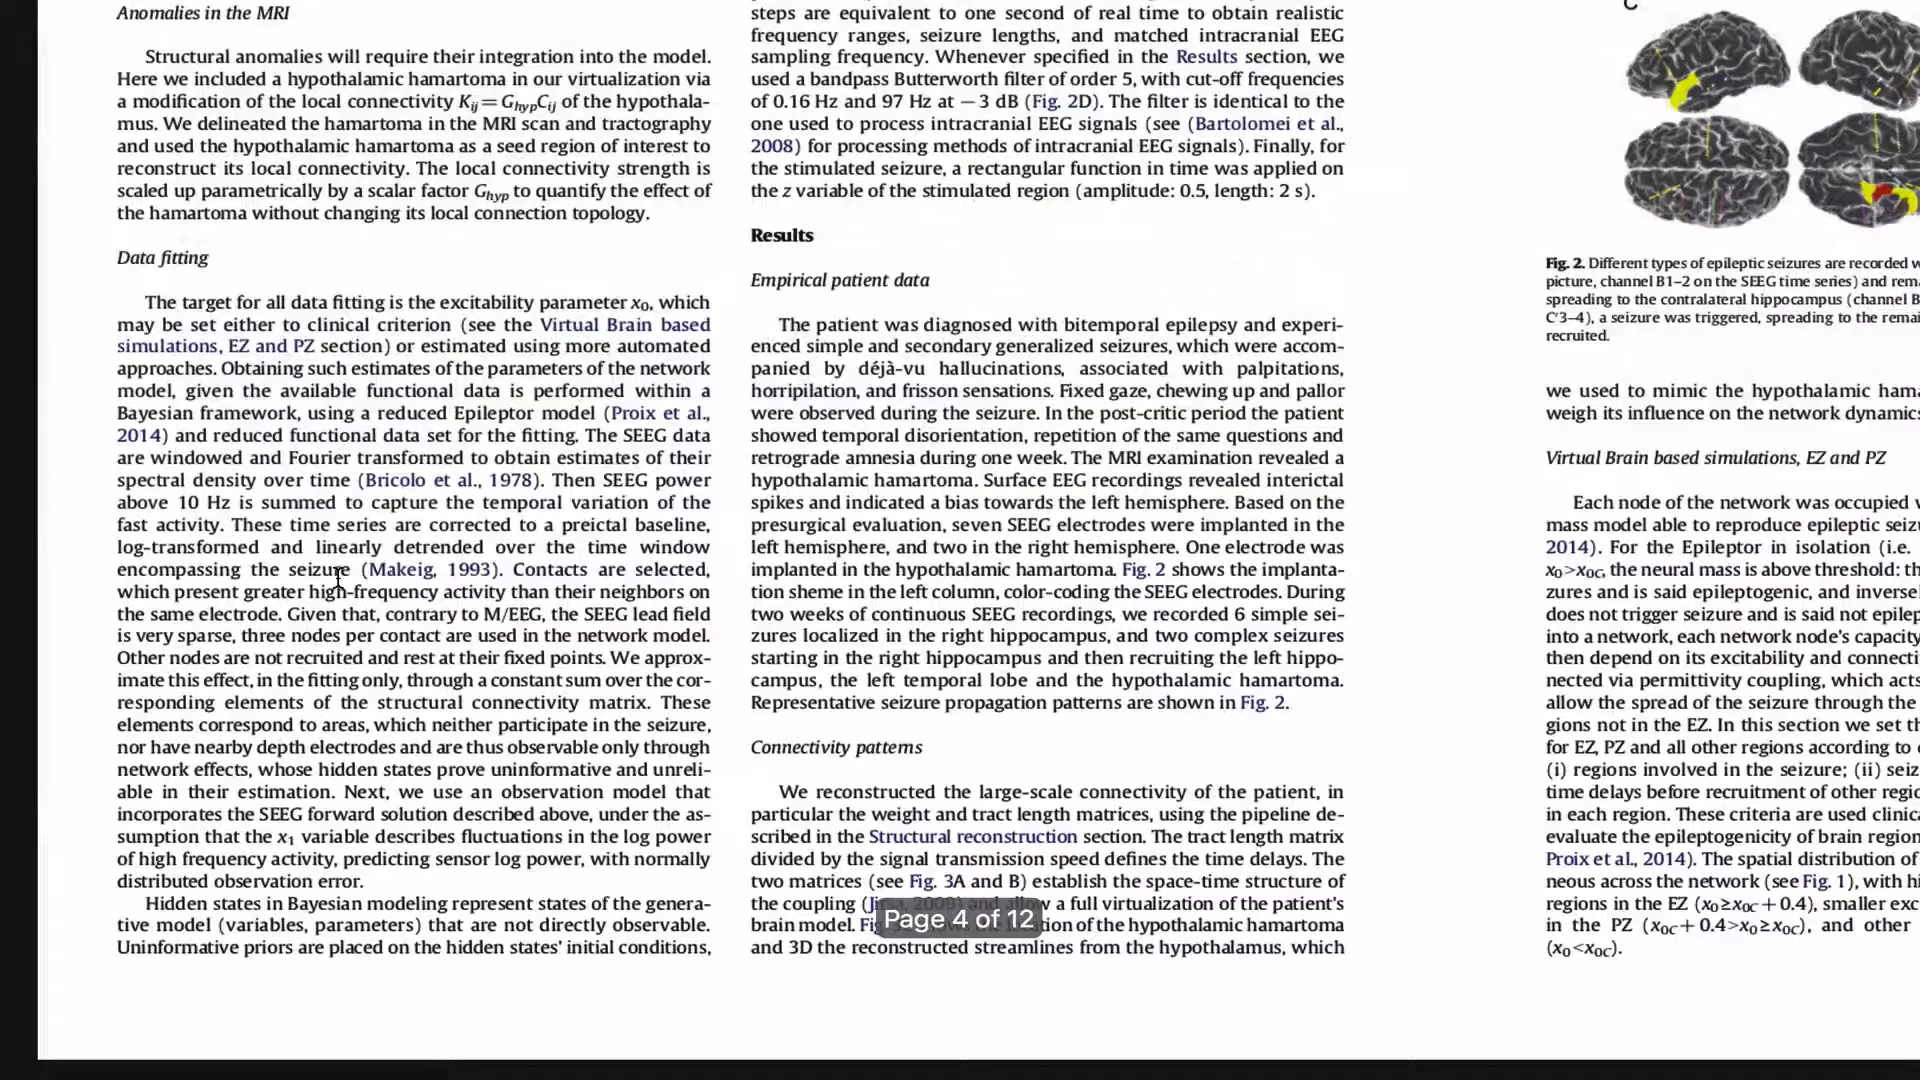 Anomalies in the MRI
Structural anomalies will require their integration into the model.
Here we included a hypothalamic hamartoma in our virtualization via
a modification of the local connectivity Kij = GhypCij of the hypothala-
mus. We delineated the hamartoma in the MRI scan and tractography
and used the hypothalamic hamartoma as a seed region of interest to
reconstruct its local connectivity. The local connectivity strength is
scaled up parametrically by a scalar factor Ghyp to quantify the effect of
the hamartoma without changing its local connection topology.
Data fitting
The target for all data fitting is the excitability parameter x0, which
may be set either to clinical criterion (see the Virtual Brain based
simulations, EZ and PZ section) or estimated using more automated
approaches. Obtaining such estimates of the parameters of the network
model, given the available functional data is performed within a
Bayesian framework, using a reduced Epileptor model (Proix et al.,
2014) and reduced functional data set for the fitting. The SEEG data
are windowed and Fourier transformed to obtain estimates of their
spectral density over time (Bricolo et al., 1978). Then SEEG power
above 10 Hz is summed to capture the temporal variation of the
fast activity. These time series are corrected to a preictal baseline,
log-transformed and linearly detrended over the time window
encompassing the seizure (Makeig, 1993). Contacts are selected,
which present greater high-frequency activity than their neighbors on
the same electrode. Given that, contrary to M/EEG, the SEEG lead field
is very sparse, three nodes per contact are used in the network model.
Other nodes are not recruited and rest at their fixed points. We approx-
imate this effect, in the fitting only, through a constant sum over the cor-
responding elements of the structural connectivity matrix. These
elements correspond to areas, which neither participate in the seizure,
nor have nearby depth electrodes and are thus observable only through
network effects, whose hidden states prove uninformative and unreli-
able in their estimation. Next, we use an observation model that
incorporates the SEEG forward solution described above, under the as-
sumption that the x1 variable describes fluctuations in the log power
of high frequency activity, predicting sensor log power, with normally
distributed observation error.
Hidden states in Bayesian modeling represent states of the genera-
tive model (variables, parameters) that are not directly observable.
Uninformative priors are placed on the hidden states' initial conditions,
steps are equivalent to one second of real time to obtain realistic
frequency ranges, seizure lengths, and matched intracranial EEG
sampling frequency. Whenever specified in the Results section, we
used a bandpass Butterworth filter of order 5, with cut-off frequencies
of 0.16 Hz and 97 Hz at −3 dB (Fig. 2D). The filter is identical to the
one used to process intracranial EEG signals (see (Bartolomei et al.,
2008) for processing methods of intracranial EEG signals). Finally, for
the stimulated seizure, a rectangular function in time was applied on
the z variable of the stimulated region (amplitude: 0.5, length: 2 s).
Results
Empirical patient data
The patient was diagnosed with bitemporal epilepsy and experi-
enced simple and secondary generalized seizures, which were accom-
panied by déjà-vu hallucinations, associated with palpitations,
horripilation, and frisson sensations. Fixed gaze, chewing up and pallor
were observed during the seizure. In the post-critic period the patient
showed temporal disorientation, repetition of the same questions and
retrograde amnesia during one week. The MRI examination revealed a
hypothalamic hamartoma. Surface EEG recordings revealed interictal
spikes and indicated a bias towards the left hemisphere. Based on the
presurgical evaluation, seven SEEG electrodes were implanted in the
left hemisphere, and two in the right hemisphere. One electrode was
implanted in the hypothalamic hamartoma. Fig. 2 shows the implanta-
tion sheme in the left column, color-coding the SEEG electrodes. During
two weeks of continuous SEEG recordings, we recorded 6 simple sei-
zures localized in the right hippocampus, and two complex seizures
starting in the right hippocampus and then recruiting the left hippo-
campus, the left temporal lobe and the hypothalamic hamartoma.
Representative seizure propagation patterns are shown in Fig. 2.
Connectivity patterns
We reconstructed the large-scale connectivity of the patient, in
particular the weight and tract length matrices, using the pipeline de-
scribed in the Structural reconstruction section. The tract length matrix
divided by the signal transmission speed defines the time delays. The
two matrices (see Fig. 3A and B) establish the space-time structure of
the coupling (Jirsa, 2009) and allow a full virtualization of the patient's
brain model. of the hypothalamic hamartoma
and 3D the reconstructed streamlines from the hypothalamus, which
Page 4 of 12
C
Fig. 2. Different types of epileptic seizures are recorded
picture, channel B1–2 on the SEEG time series) and
spreading to the contralateral hippocampus (channel B
C'3–4), a seizure was triggered, spreading to the
recruited.
we used to mimic the hypothalamic
weigh its influence on the network dynamics
Virtual Brain based simulations, EZ and PZ
Each node of the network was occupied
mass model able to reproduce epileptic
2014). For the Epileptor in isolation (i.e.
x0>x0C, the neural mass is above threshold:
zures and is said epileptogenic, and
does not trigger seizure and is said not
into a network, each network node's capacity
then depend on its excitability and
nected via permittivity coupling, which acts
allow the spread of the seizure through the
gions not in the EZ. In this section we set
for EZ, PZ and all other regions according to
(i) regions involved in the seizure; (ii)
time delays before recruitment of other
in each region. These criteria are used
evaluate the epileptogenicity of brain
Proix et al., 2014). The spatial distribution of
neous across the network (see Fig. 1), with
regions in the EZ (x0≥x0C+0.4), smaller
in the PZ (x0C+0.4>x0≥x0C), and other
(x0<x0C).